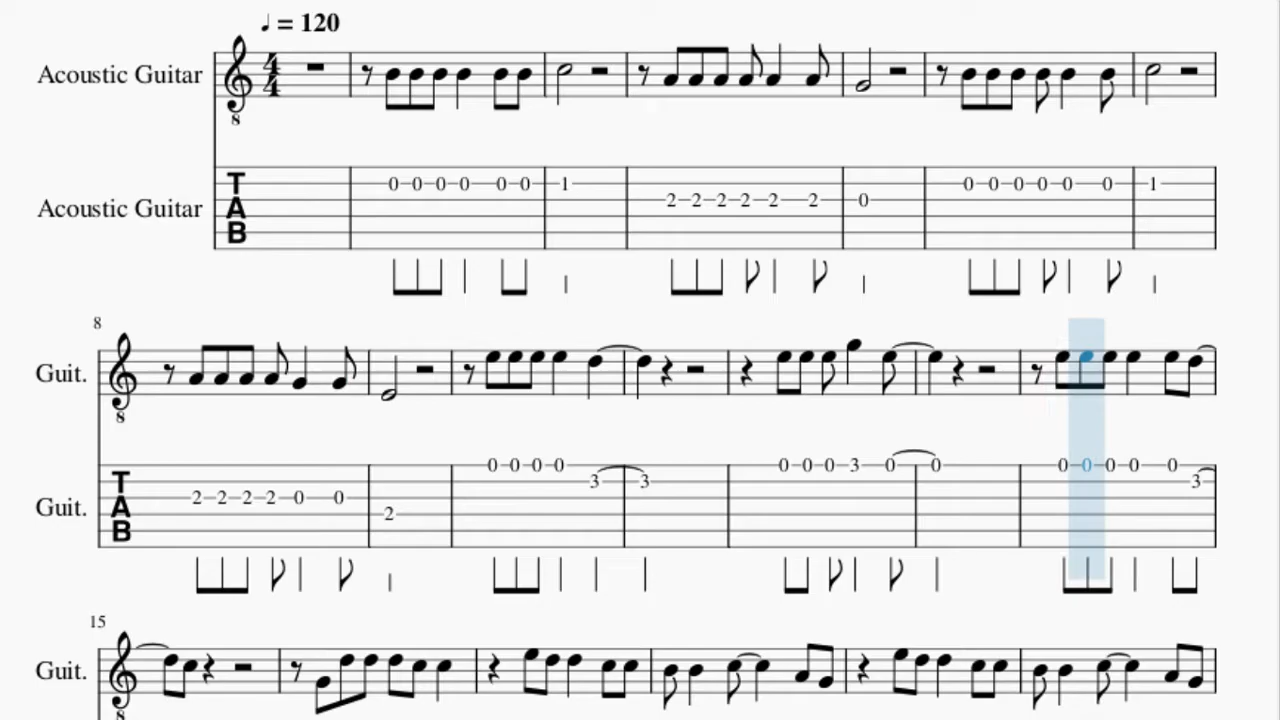 ♩ = 120
Acoustic Guitar 4 4
8
T A B
Acoustic Guitar 0 0 0 0 0 0 1 2 2 2 2 2 2 0 0 0 0 0 0 0 1
8
Guit.
8
T A B
Guit. 2 2 2 2 0 0 2 0 0 0 0 3 3 0 0 0 3 0 0 0 0 0 0 0 3
15
Guit.
8